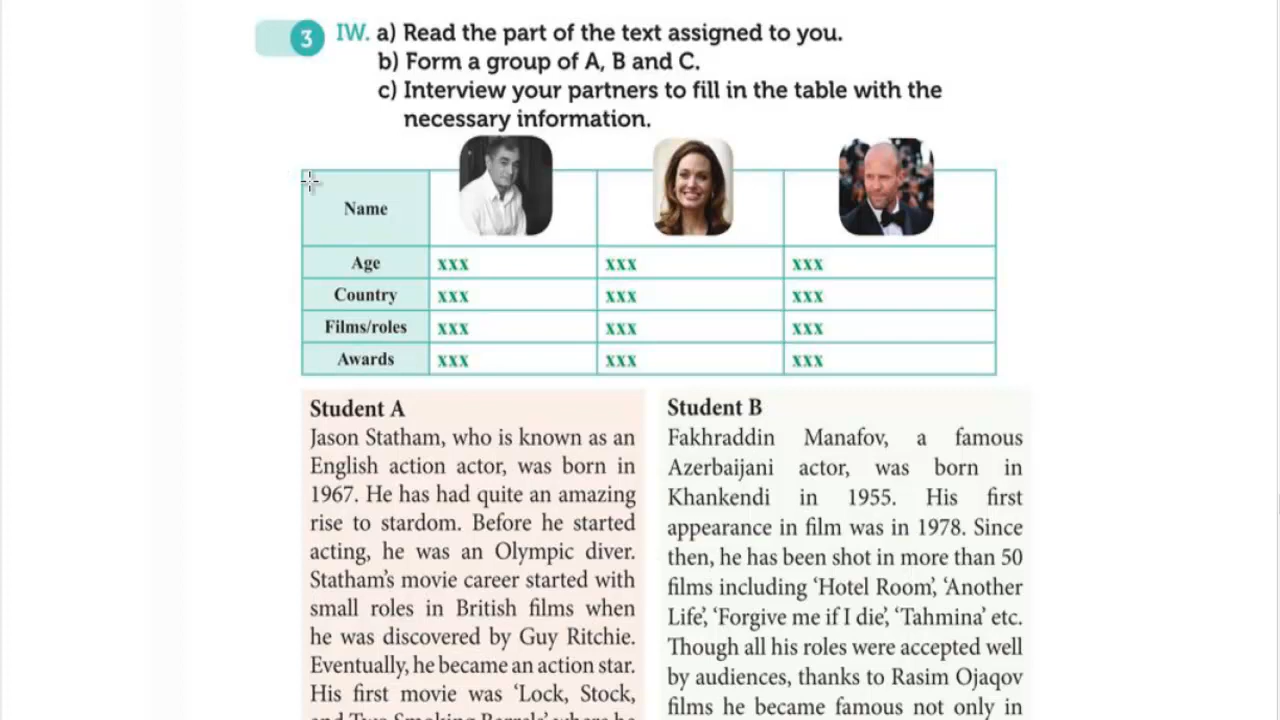 3 IW. a) Read the part of the text assigned to you.
b) Form a group of A, B and C.
c) Interview your partners to fill in the table with the
necessary information.
Name
Age xxx xxx xxx
Country xxx xxx xxx
Films/roles xxx xxx xxx
Awards xxx xxx xxx
Student A
Jason Statham, who is known as an
English action actor, was born in
1967. He has had quite an amazing
rise to stardom. Before he started
acting, he was an Olympic diver.
Statham's movie career started with
small roles in British films when
he was discovered by Guy Ritchie.
Eventually, he became an action star.
His first movie was ‘Lock, Stock,
and Two Smoking Barrels’ where he
Student B
Fakhraddin Manafov, a famous
Azerbaijani actor, was born in
Khankendi in 1955. His first
appearance in film was in 1978. Since
then, he has been shot in more than 50
films including ‘Hotel Room’, ‘Another
Life’, ‘Forgive me if I die’, ‘Tahmina’ etc.
Though all his roles were accepted well
by audiences, thanks to Rasim Ojaqov
films he became famous not only in